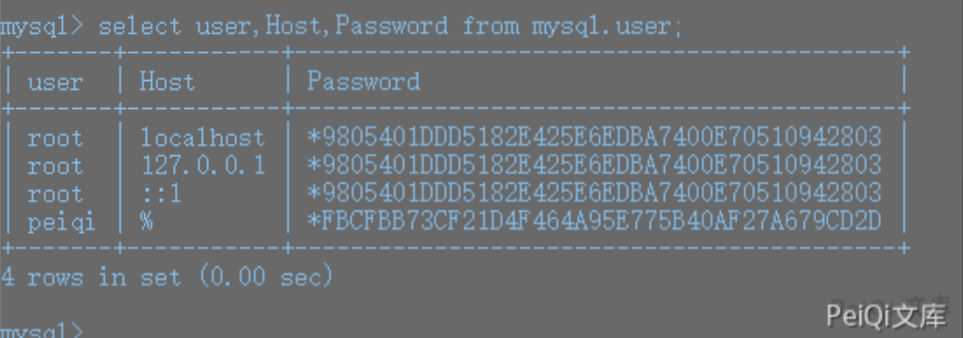 mysql> select user,Host,Password from mysql.user;
user | Host | Password
root | localhost | *9805401DDD5182E425E6EDBA7400E70510942803
root | 127.0.0.1 | *9805401DDD5182E425E6EDBA7400E70510942803
root | ::1 | *9805401DDD5182E425E6EDBA7400E70510942803
peiqi | % | *FBCFBB73CF21D4F464A95E775B40AF27A679CD2D
4 rows in set (0.00 sec)
PeiQi文库
mysql>